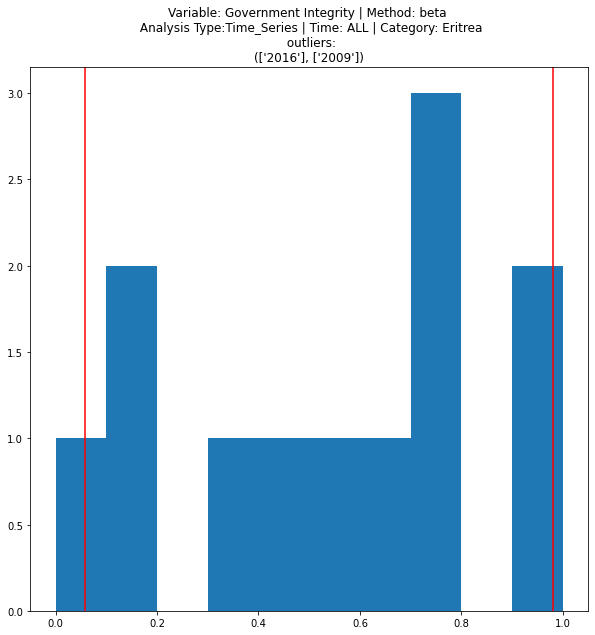 Variable: Government Integrity | Method: beta
Analysis Type:Time_Series | Time: ALL | Category: Eritrea
outliers:
(['2016'], ['2009'])
3.0
2.5
2.0
1.5
1.0
0.5
0.0
0.0 0.2 0.4 0.6 0.8 1.0